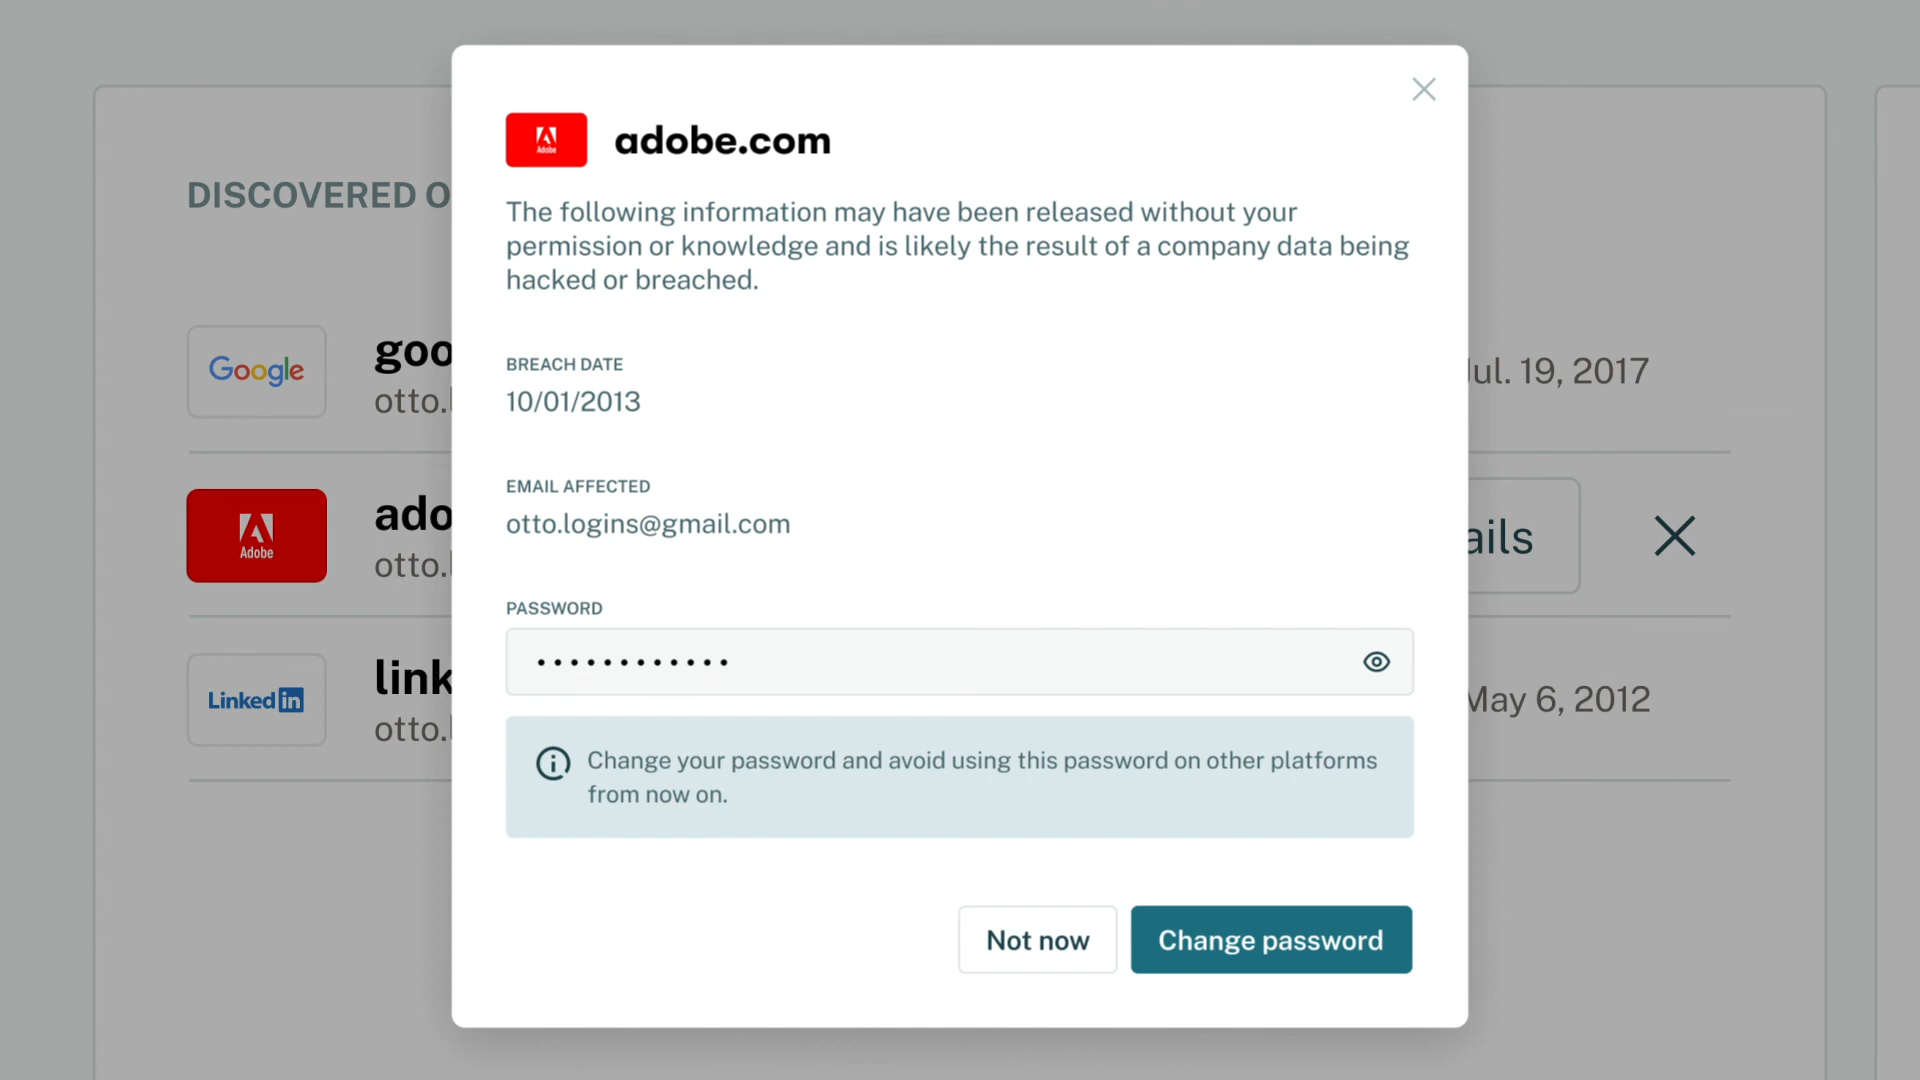 adobe.com
Adobe
The following information may have been released without your
permission or knowledge and is likely the result of a company data being
hacked or breached.
BREACH DATE
10/01/2013
EMAIL AFFECTED
otto.logins@gmail.com
PASSWORD
••••••••••••
Change your password and avoid using this password on other platforms
from now on.
Not now
Change password
DISCOVERED O
Google
goo
otto.l
Jul. 19, 2017
Adobe
ado
otto.l
ails
LinkedIn
link
otto.l
May 6, 2012